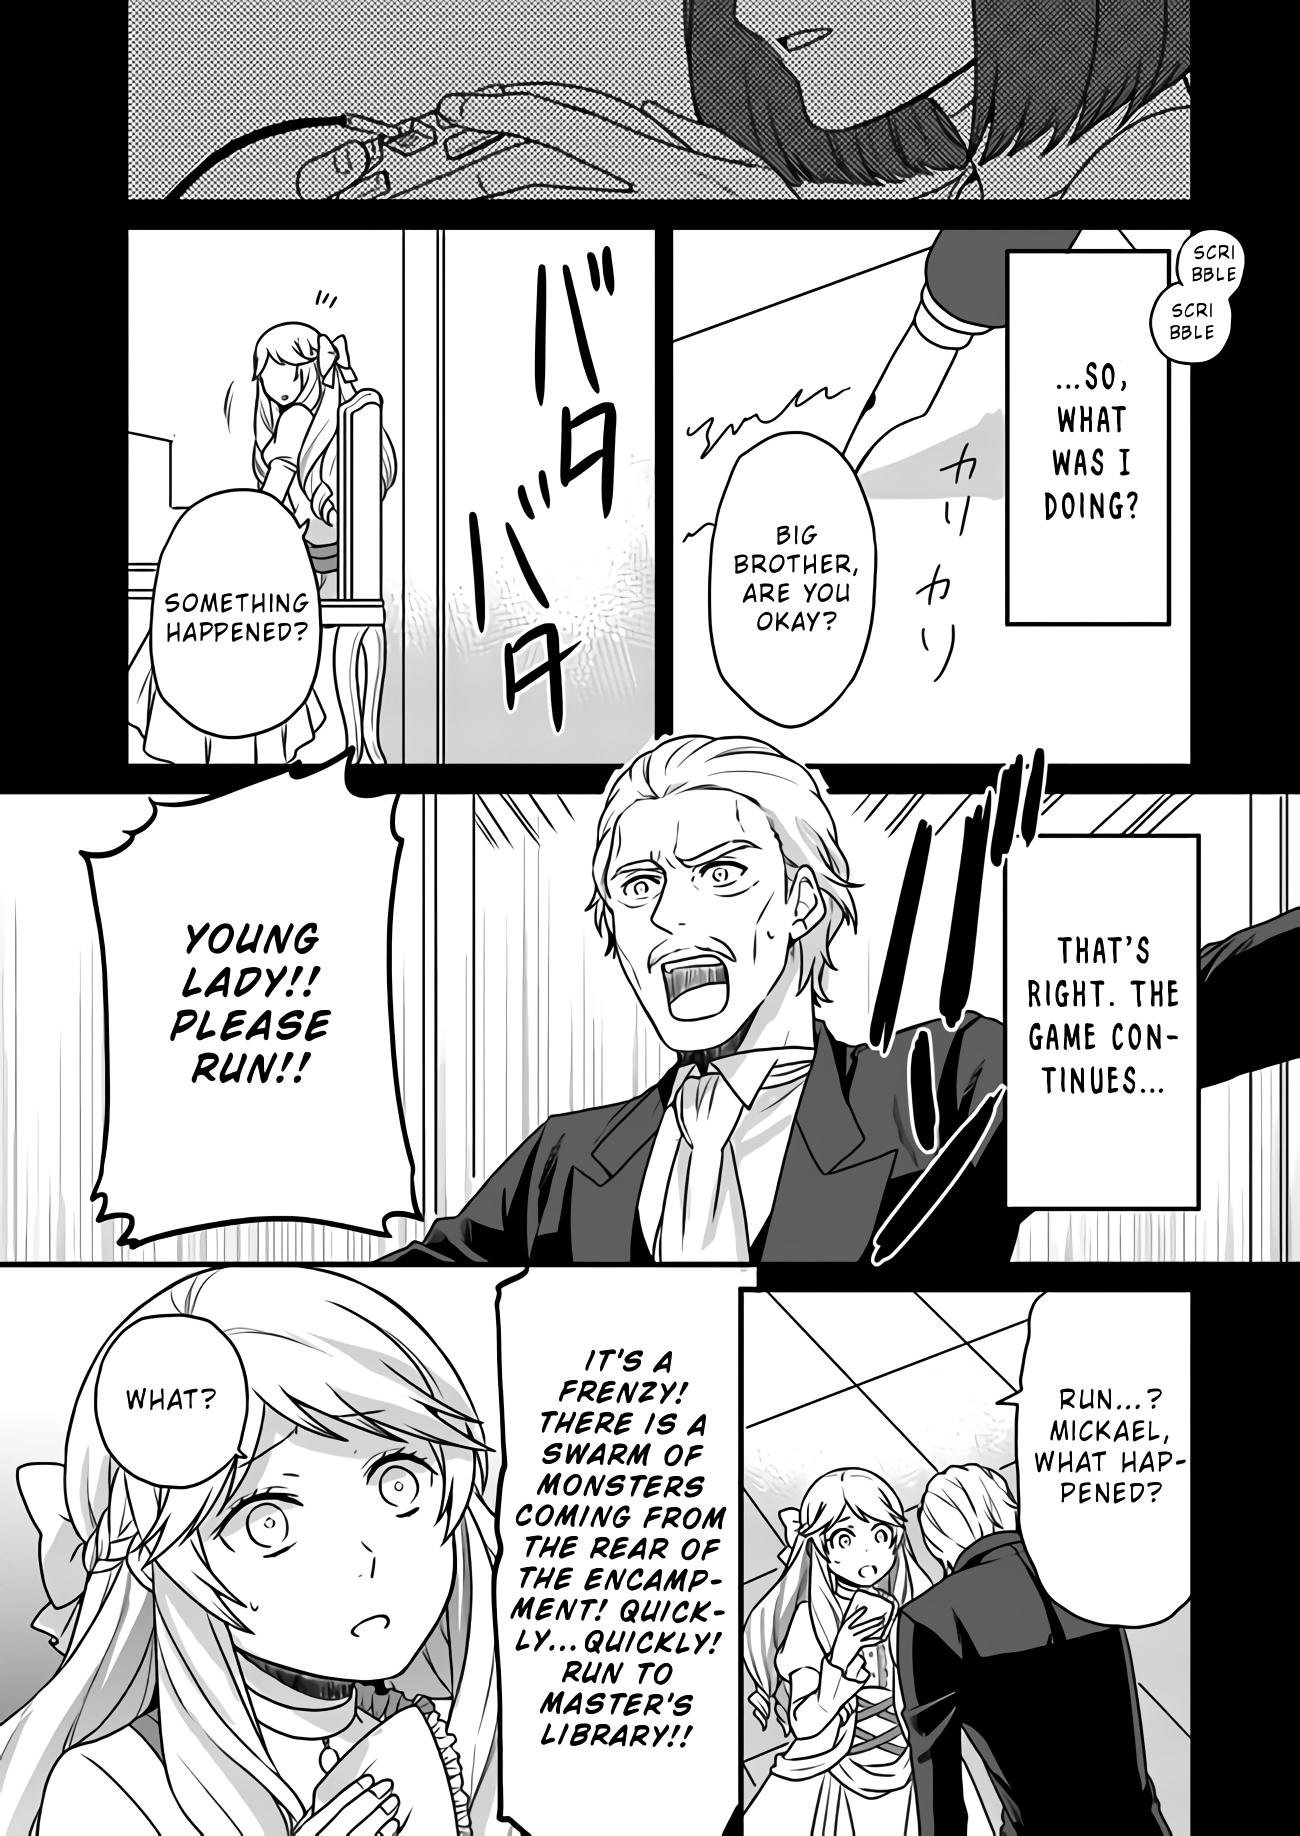 SCRI
BBLE
SCRI
BBLE
...SO,
WHAT
WAS I
DOING?
カリ
カリ
BIG
BROTHER,
ARE YOU
OKAY?
バタ
バタ
SOMETHING
HAPPENED?
THAT'S
RIGHT. THE
GAME CON-
TINUES...
YOUNG
LADY!!
PLEASE
RUN!!
RUN...?
MICKAEL,
WHAT HAP-
PENED?
IT'S A
FRENZY!
THERE IS A
SWARM OF
MONSTERS
COMING FROM
THE REAR OF
THE ENCAMP-
MENT! QUICK-
LY... QUICKLY!
RUN TO
MASTER'S
LIBRARY!!
WHAT?